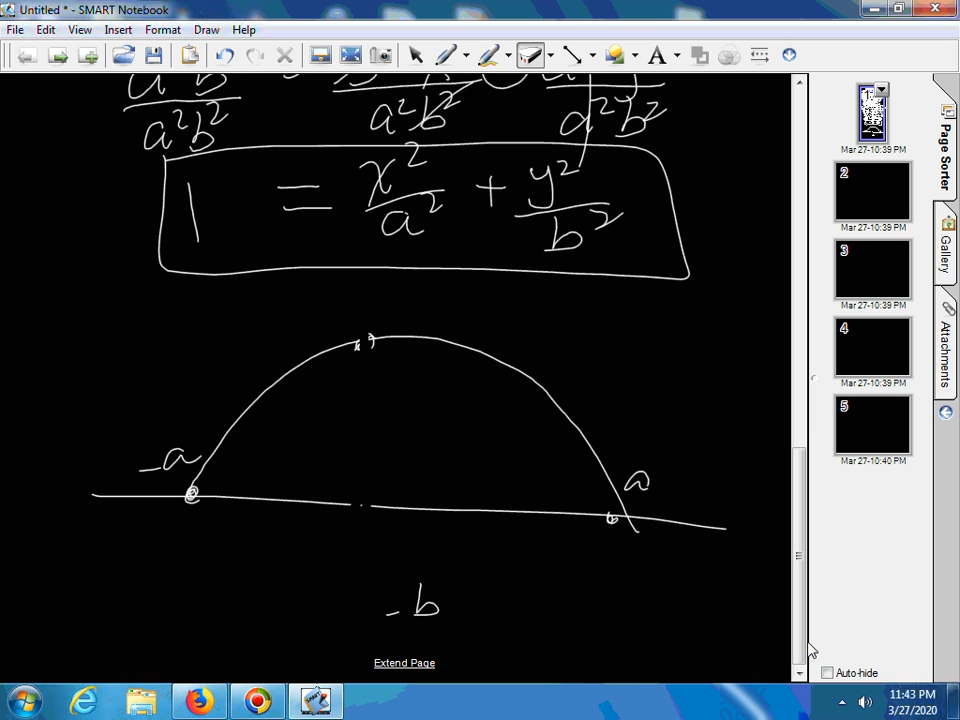 Untitled * - SMART Notebook
File Edit View Insert Format Draw Help
a²b² a²b² a²b²
1 = x²/a² + y²/b²
-a
a
-b
Extend Page
Mar 27-10:39 PM
2
Mar 27-10:39 PM
3
Mar 27-10:39 PM
4
Mar 27-10:39 PM
5
Mar 27-10:40 PM
Page Sorter
Gallery
Attachments
Auto-hide
11:43 PM
3/27/2020